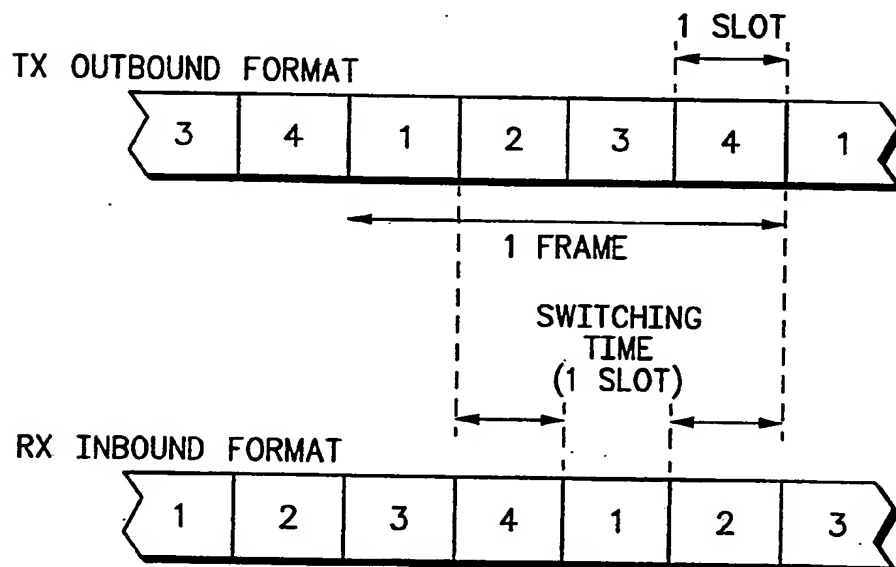 1 SLOT
TX OUTBOUND FORMAT
3 4 1 2 3 4 1
1 FRAME
SWITCHING
TIME
(1 SLOT)
RX INBOUND FORMAT
1 2 3 4 1 2 3